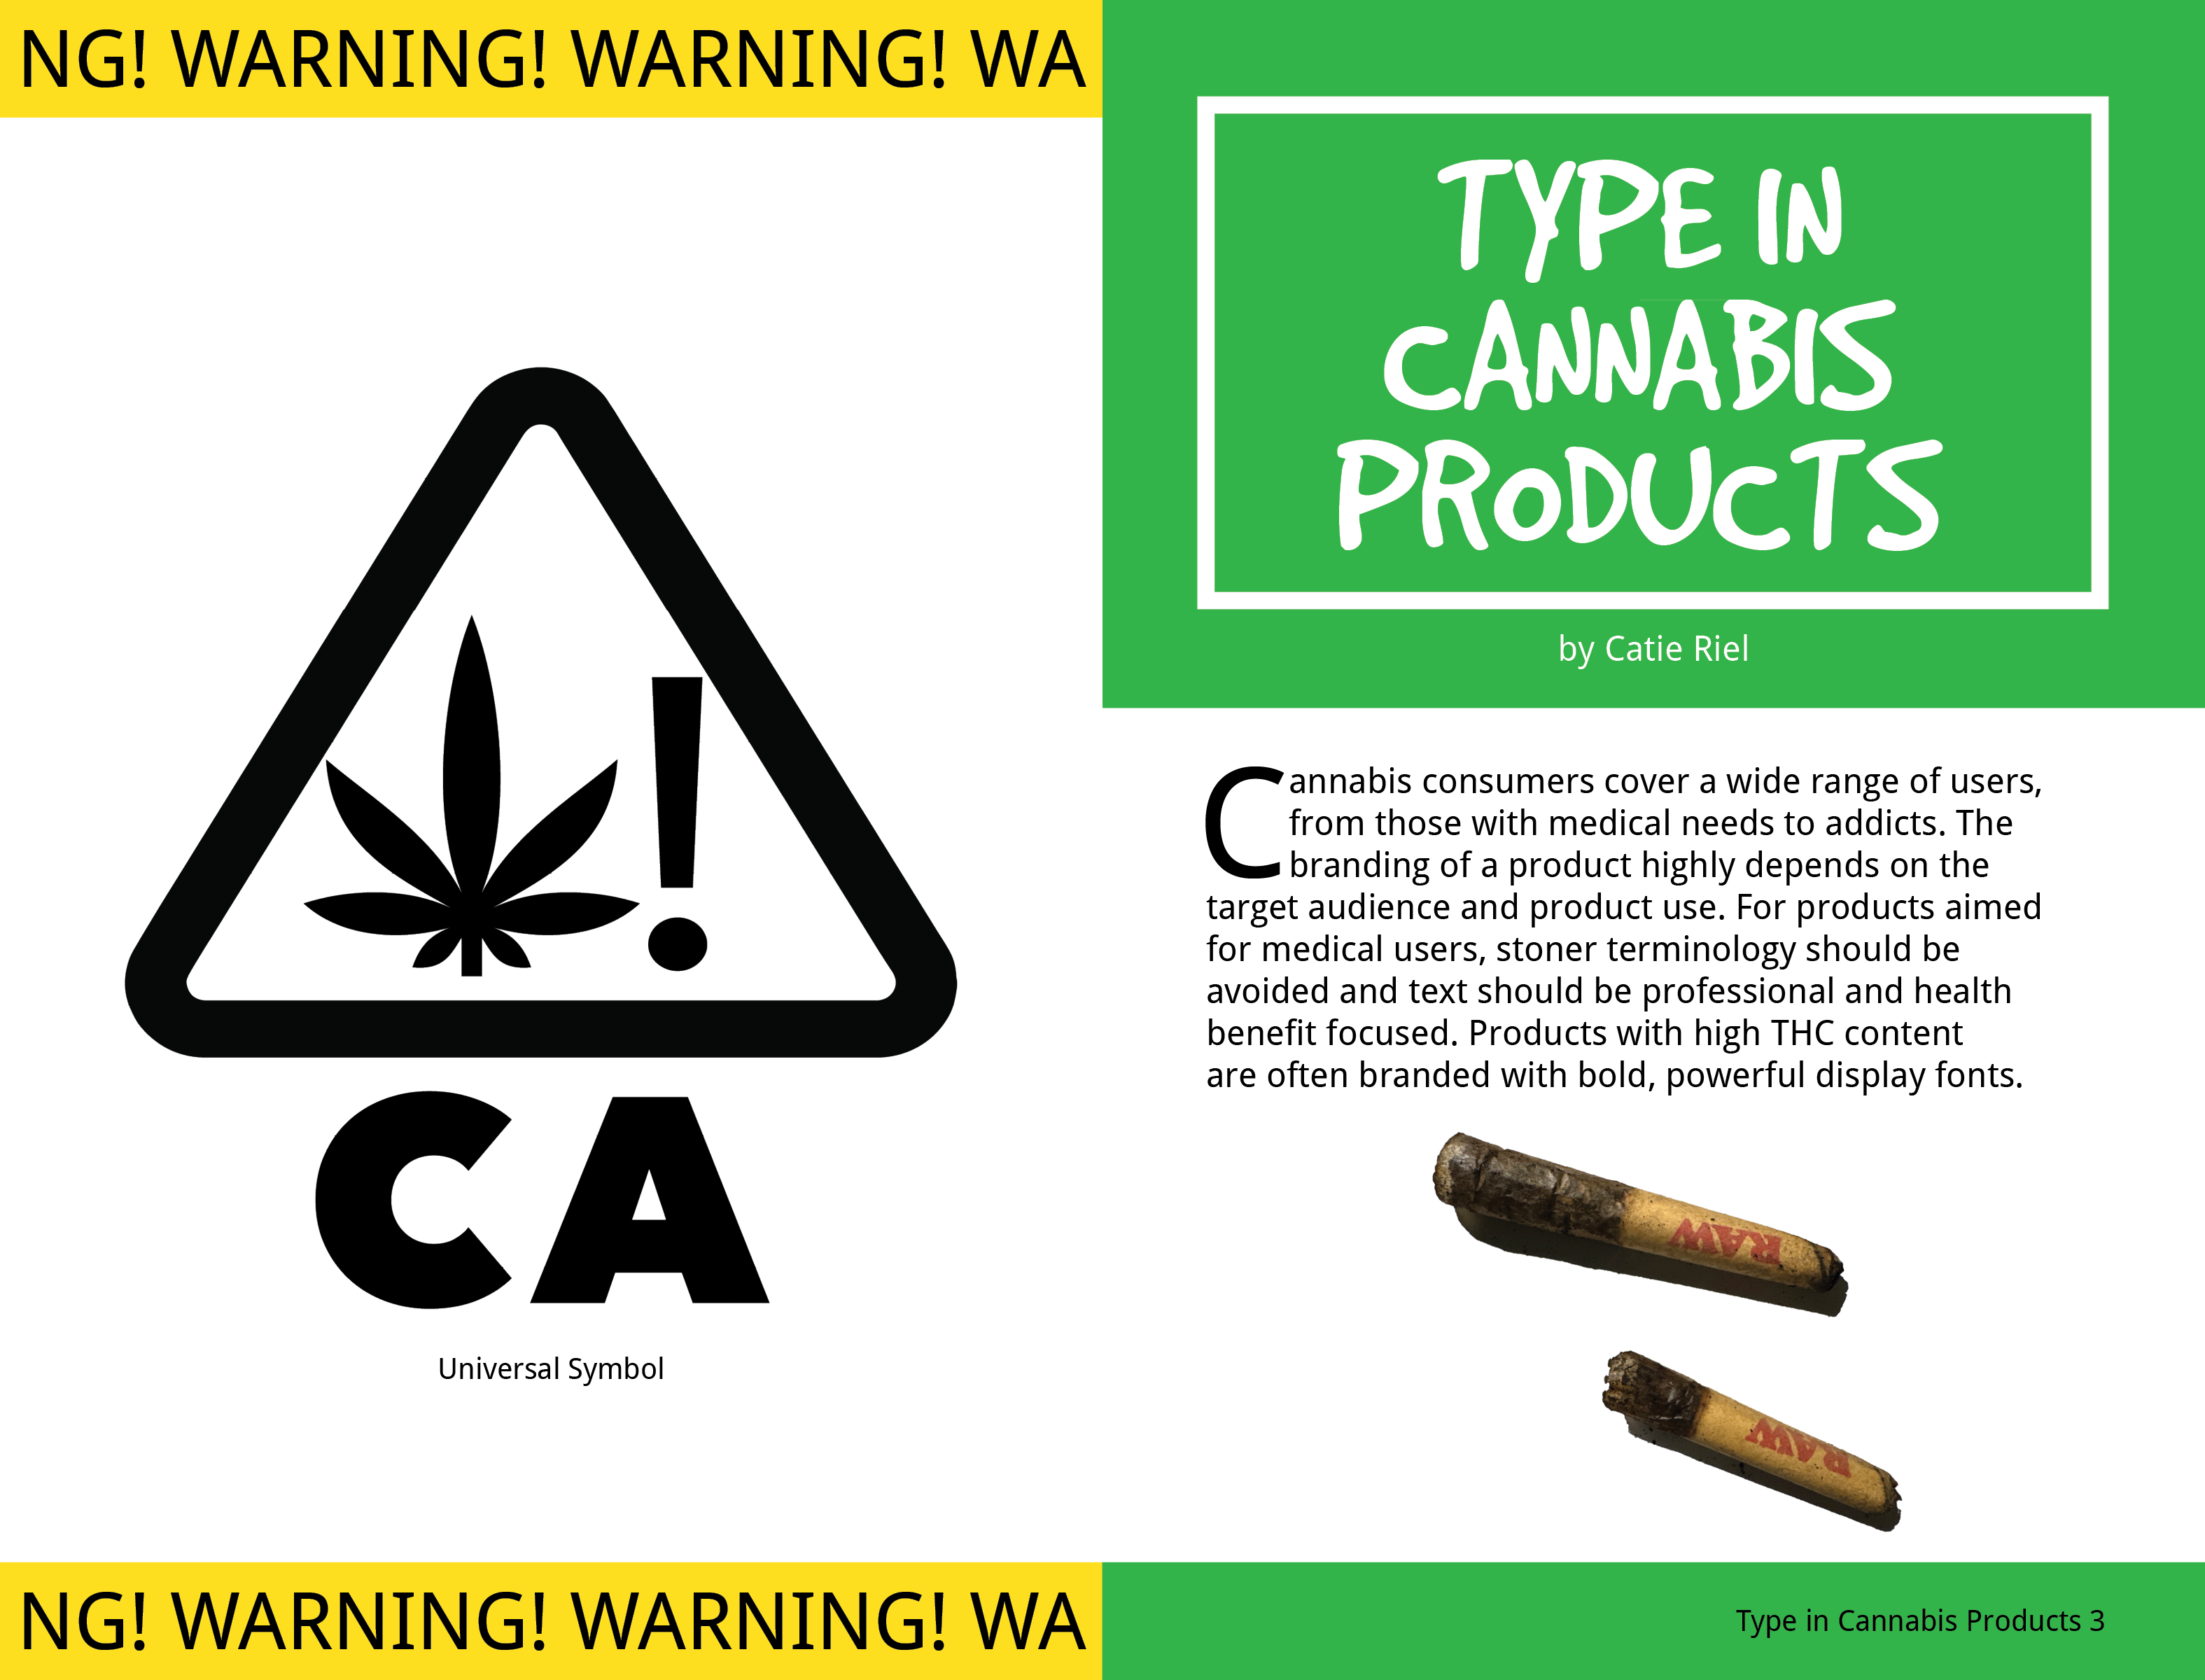 NG! WARNING! WARNING! WA
!
CA
Universal Symbol
NG! WARNING! WARNING! WA
TYPE IN
CANNABIS
PRODUCTS
by Catie Riel
Cannabis consumers cover a wide range of users,
from those with medical needs to addicts. The
branding of a product highly depends on the
target audience and product use. For products aimed
for medical users, stoner terminology should be
avoided and text should be professional and health
benefit focused. Products with high THC content
are often branded with bold, powerful display fonts.
RAW
RAW
Type in Cannabis Products 3